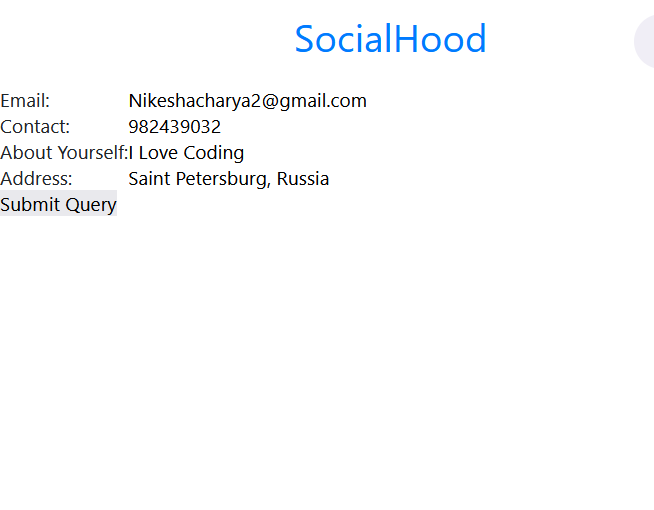 SocialHood
Email: Nikeshacharya2@gmail.com
Contact: 982439032
About Yourself:I Love Coding
Address: Saint Petersburg, Russia
Submit Query